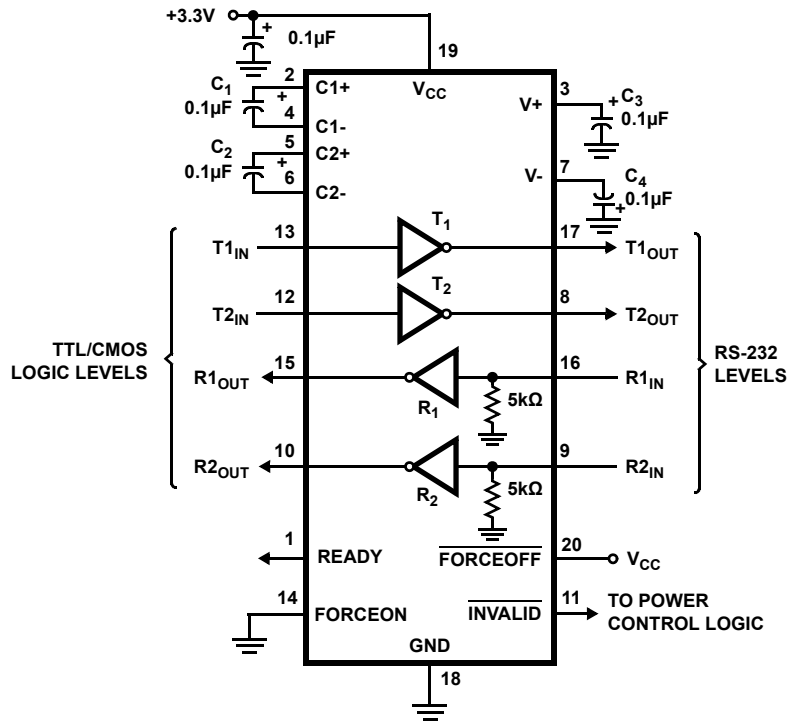 +3.3V
0.1µF
19
VCC
C1
0.1µF
2
C1+
4
C1-
C2
0.1µF
5
C2+
6
C2-
3
V+
C3
0.1µF
7
V-
C4
0.1µF
T1IN
13
T1
17
T1OUT
T2IN
12
T2
8
T2OUT
TTL/CMOS
LOGIC LEVELS
R1OUT
15
R1
5kΩ
16
R1IN
RS-232
LEVELS
R2OUT
10
R2
5kΩ
9
R2IN
1
READY
FORCEOFF
20
VCC
14
FORCEON
INVALID
11
TO POWER
CONTROL LOGIC
GND
18